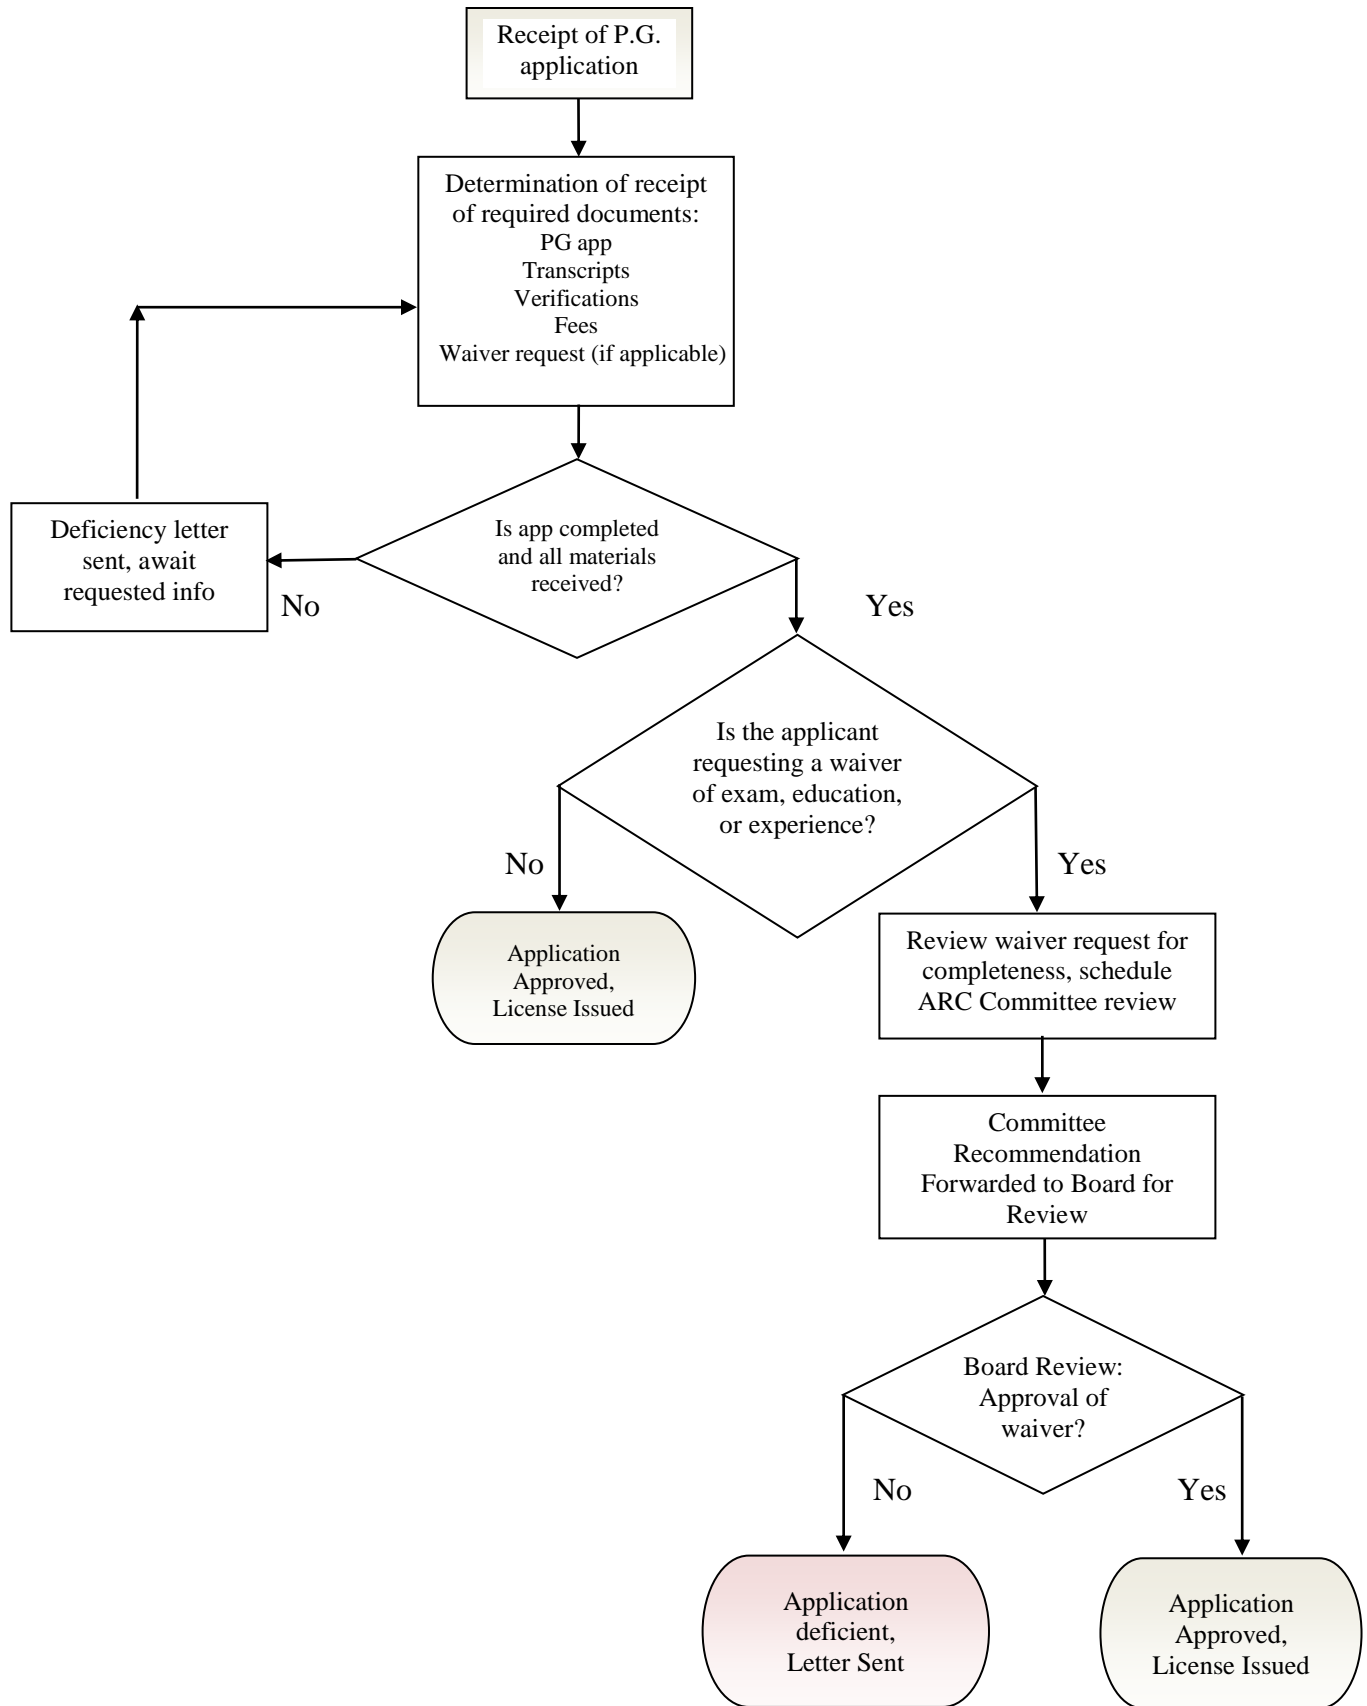 Receipt of P.G.
application
Determination of receipt
of required documents:
PG app
Transcripts
Verifications
Fees
Waiver request (if applicable)
Is app completed
and all materials
received?
Deficiency letter
sent, await
requested info
No
Yes
Is the applicant
requesting a waiver
of exam, education,
or experience?
No
Yes
Application
Approved,
License Issued
Review waiver request for
completeness, schedule
ARC Committee review
Committee
Recommendation
Forwarded to Board for
Review
Board Review:
Approval of
waiver?
No
Yes
Application
deficient,
Letter Sent
Application
Approved,
License Issued